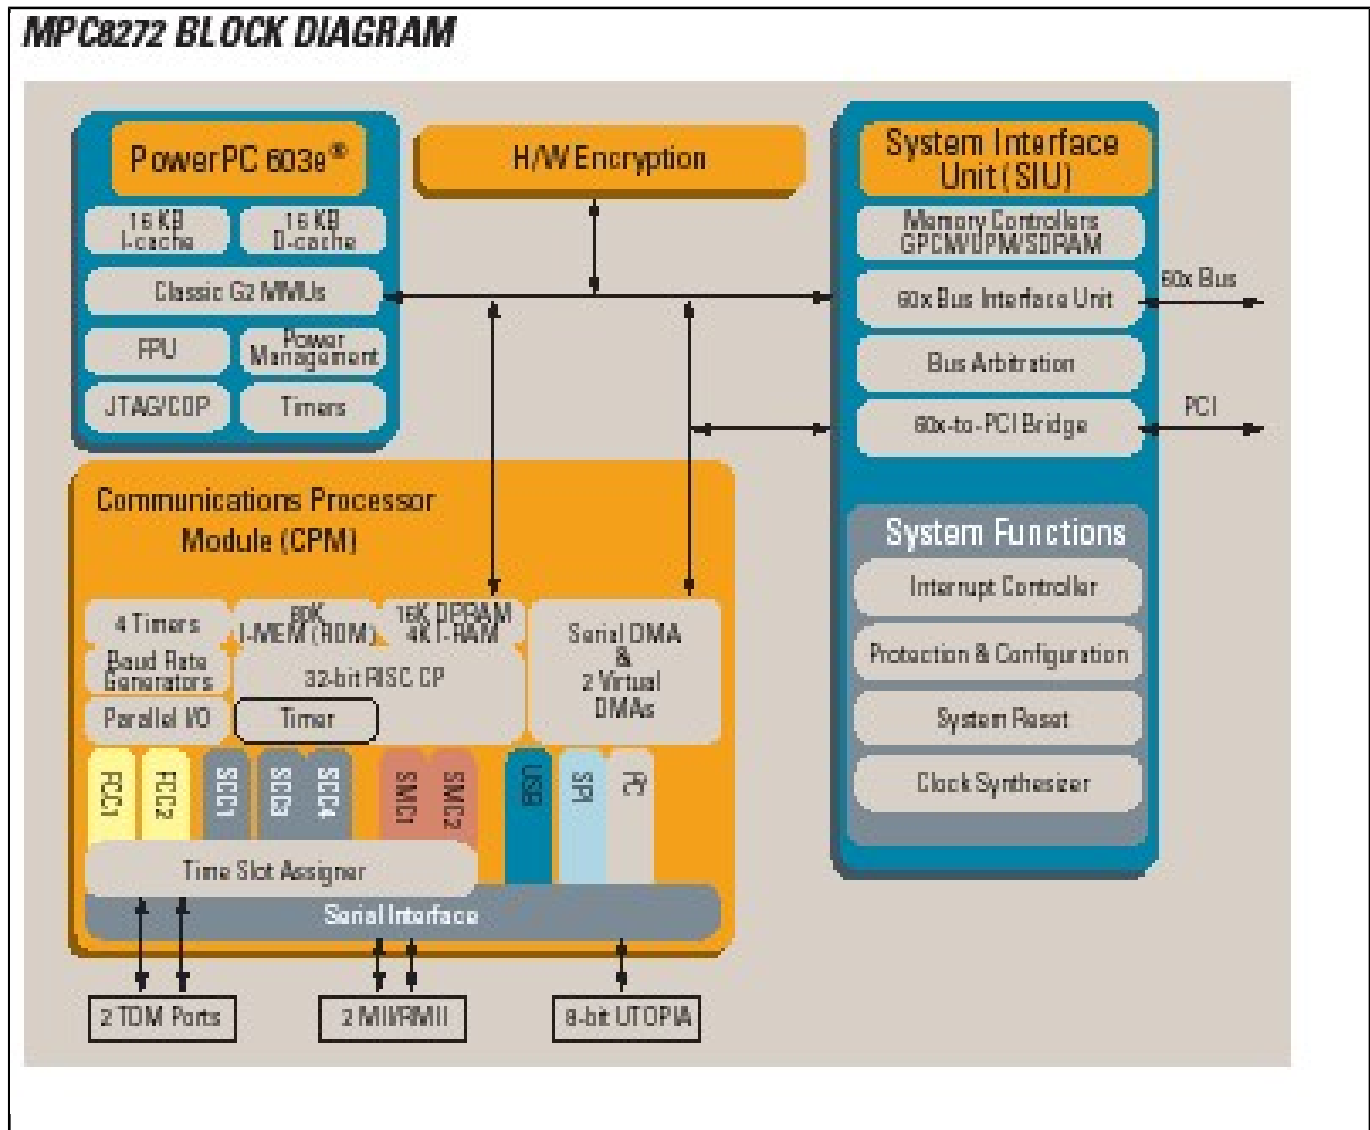 MPC8272 BLOCK DIAGRAM
PowerPC 603e®
16 KB
I-cache
16 KB
D-cache
Classic G2 MMUs
FPU
Power
Management
JTAG/COP
Timers
H/W Encryption
System Interface
Unit (SIU)
Memory Controllers
GPCM/UPM/SDRAM
60x Bus Interface Unit
Bus Arbitration
60x-to-PCI Bridge
60x Bus
PCI
System Functions
Interrupt Controller
Protection & Configuration
System Reset
Clock Synthesizer
Communications Processor
Module (CPM)
4 Timers
Baud Rate
Generators
Parallel I/O
I-MEM (ROM)
16K DPRAM
4K I-RAM
32-bit RISC CP
Timer
Serial DMA
&
2 Virtual
DMAs
FCC1
FCC2
SCC1
SCC3
SCC4
SMC1
SMC2
USB
SPI
I²C
Time Slot Assigner
Serial Interface
2 TDM Ports
2 MII/RMII
8-bit UTOPIA